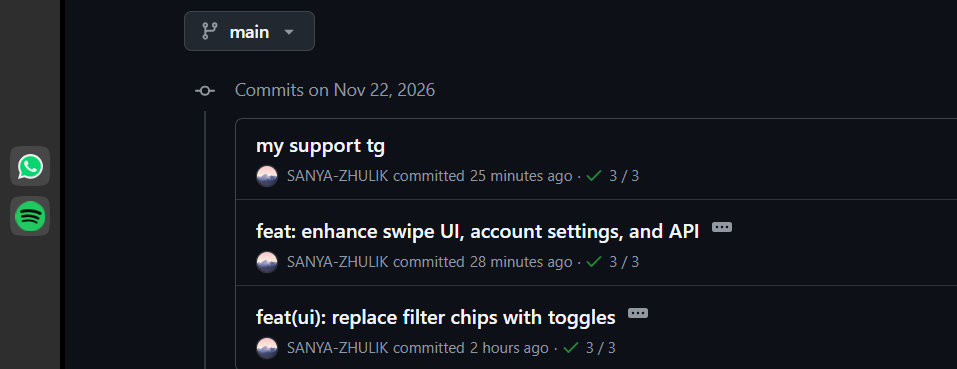 main
Commits on Nov 22, 2026
my support tg
SANYA-ZHULIK committed 25 minutes ago · ✓ 3 / 3
feat: enhance swipe UI, account settings, and API
SANYA-ZHULIK committed 28 minutes ago · ✓ 3 / 3
feat(ui): replace filter chips with toggles
SANYA-ZHULIK committed 2 hours ago · ✓ 3 / 3